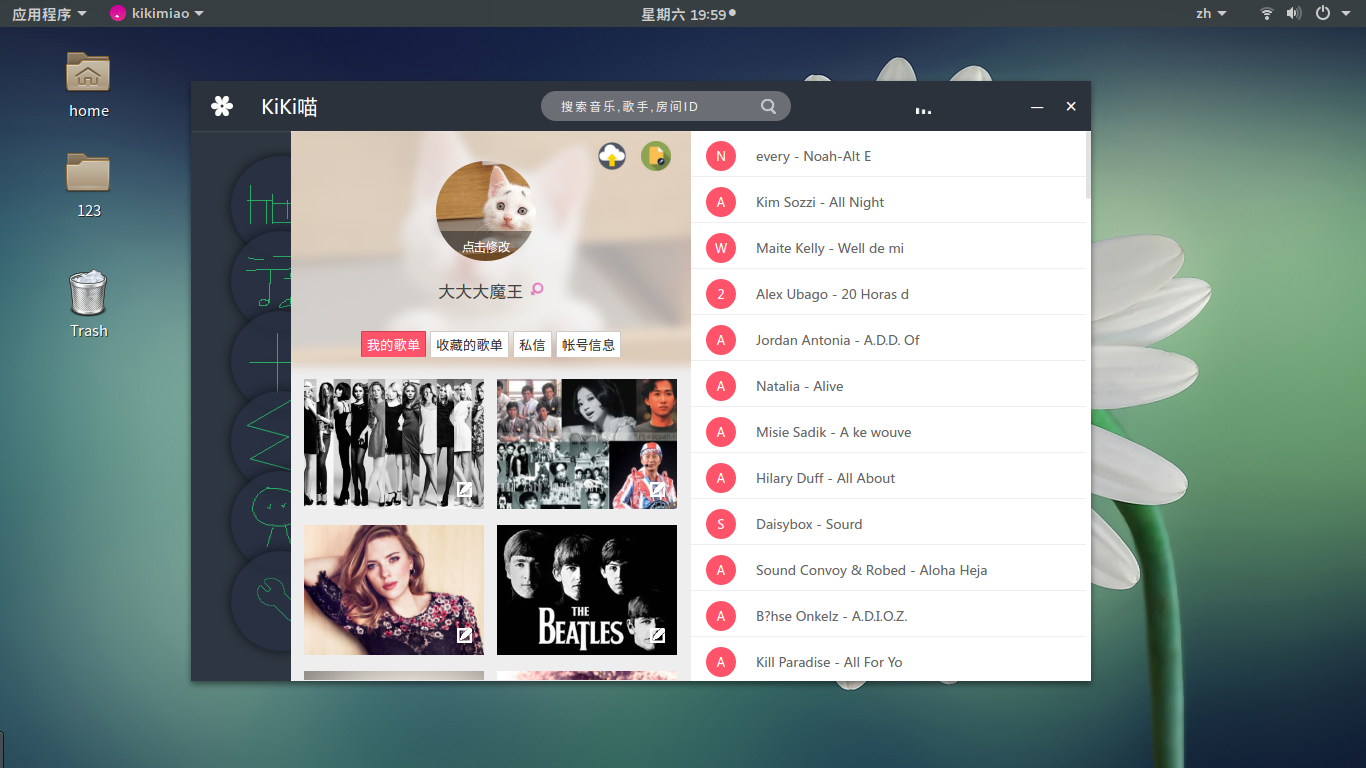 应用程序
kikimiao
星期六 19:59
zh
home
123
Trash
KiKi喵
搜索音乐,歌手,房间ID
...
点击修改
大大大魔王
我的歌单
收藏的歌单
私信
帐号信息
THE
BEATLES
N every - Noah-Alt E
A Kim Sozzi - All Night
W Maite Kelly - Well de mi
2 Alex Ubago - 20 Horas d
A Jordan Antonia - A.D.D. Of
A Natalia - Alive
A Misie Sadik - A ke wouve
A Hilary Duff - All About
S Daisybox - Sourd
A Sound Convoy & Robed - Aloha Heja
A B?hse Onkelz - A.D.I.O.Z.
A Kill Paradise - All For Yo